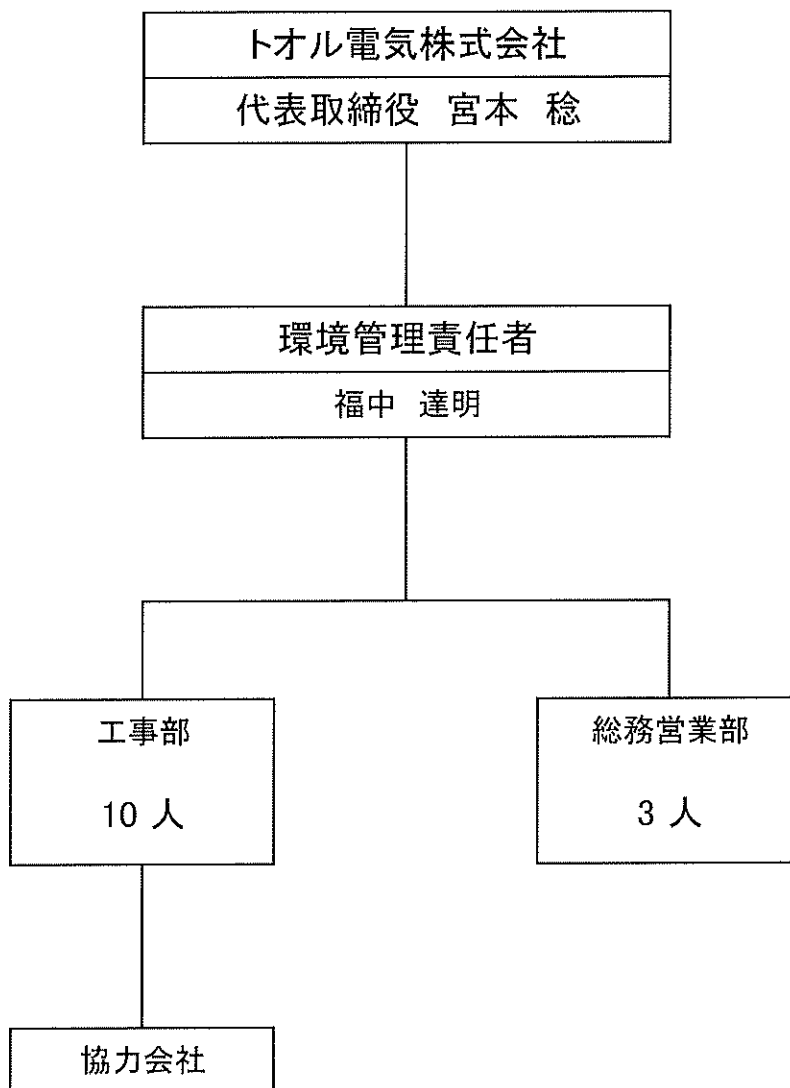 トオル電気株式会社
代表取締役 宮本 稔
環境管理責任者
福中 達明
工事部
総務営業部
10 人
3 人
協力会社